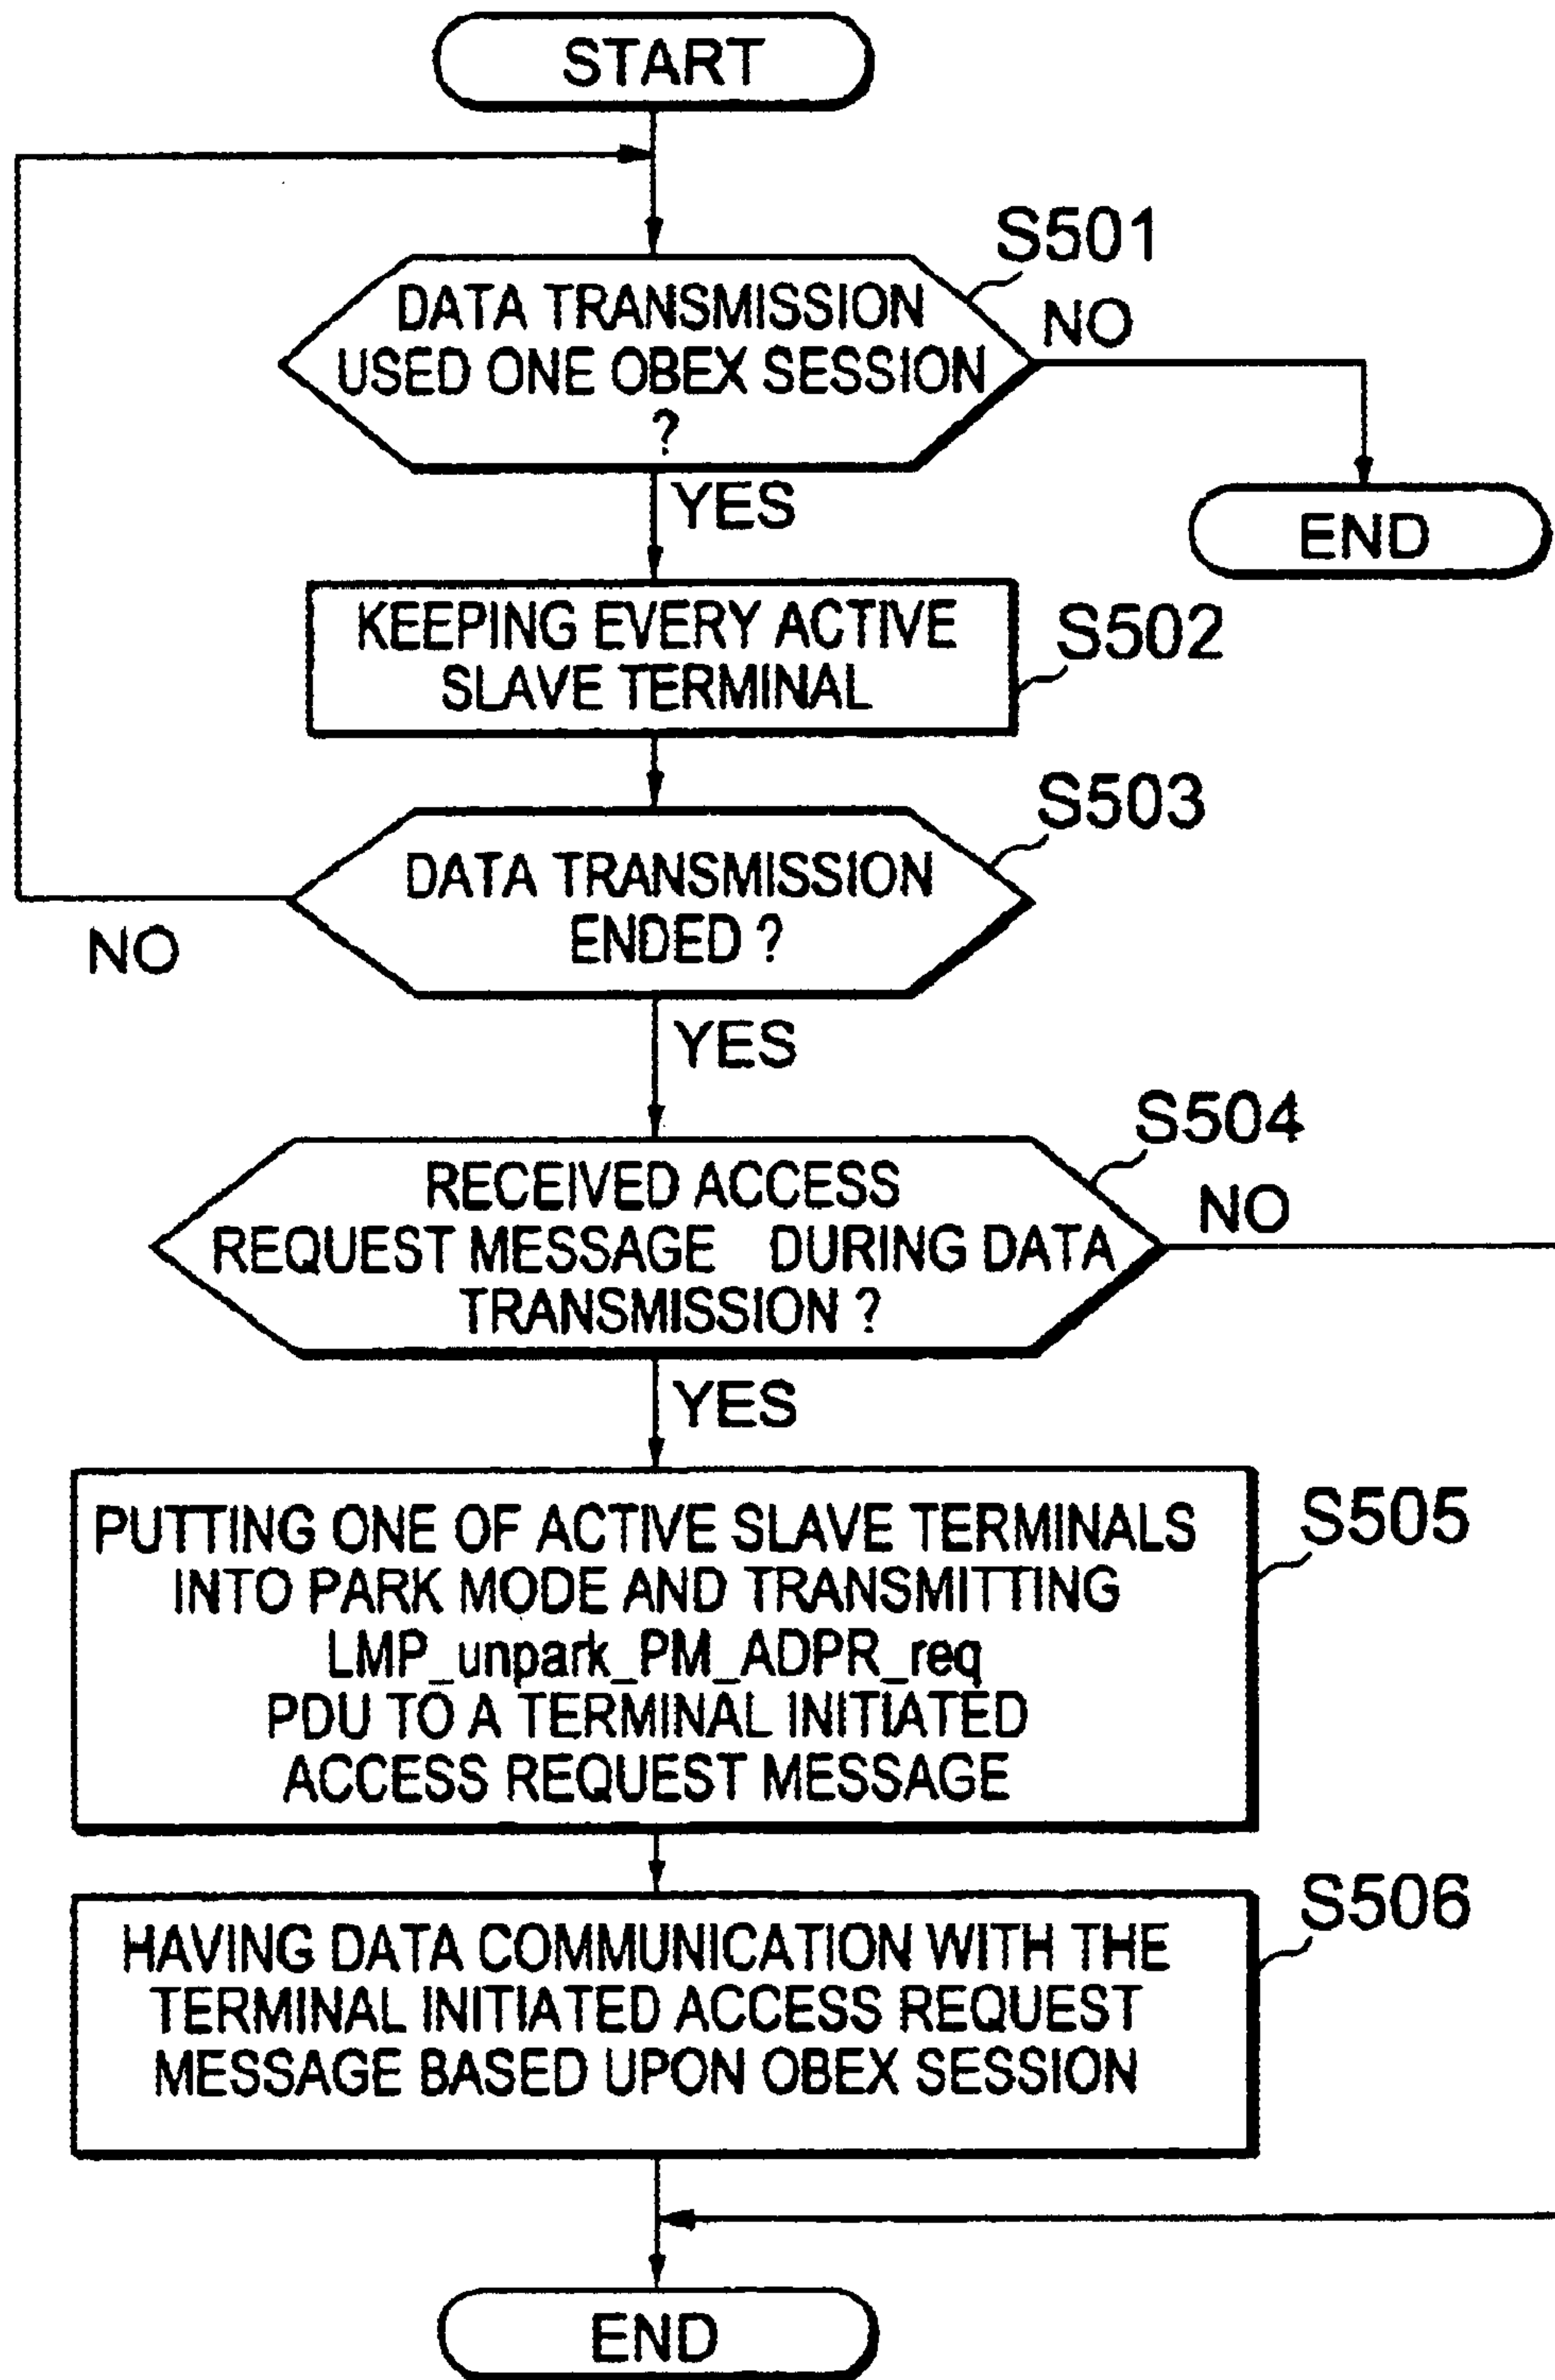 START
S501
DATA TRANSMISSION
USED ONE OBEX SESSION
?
NO
YES
END
KEEPING EVERY ACTIVE
SLAVE TERMINAL
S502
S503
DATA TRANSMISSION
ENDED ?
NO
YES
S504
RECEIVED ACCESS
REQUEST MESSAGE DURING DATA
TRANSMISSION ?
NO
YES
PUTTING ONE OF ACTIVE SLAVE TERMINALS
INTO PARK MODE AND TRANSMITTING
LMP_unpark_PM_ADPR_req
PDU TO A TERMINAL INITIATED
ACCESS REQUEST MESSAGE
S505
HAVING DATA COMMUNICATION WITH THE
TERMINAL INITIATED ACCESS REQUEST
MESSAGE BASED UPON OBEX SESSION
S506
END